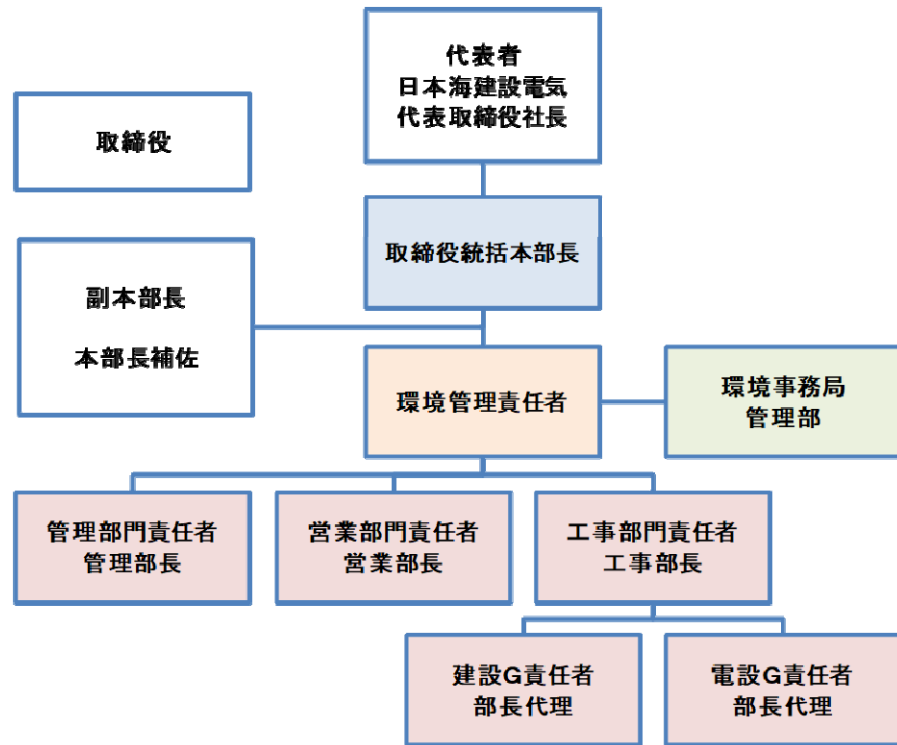 代表者
日本海建設電気
代表取締役社長
取締役
取締役統括本部長
副本部長
本部長補佐
環境管理責任者
環境事務局
管理部
管理部門責任者
管理部長
営業部門責任者
営業部長
工事部門責任者
工事部長
建設G責任者
部長代理
電設G責任者
部長代理